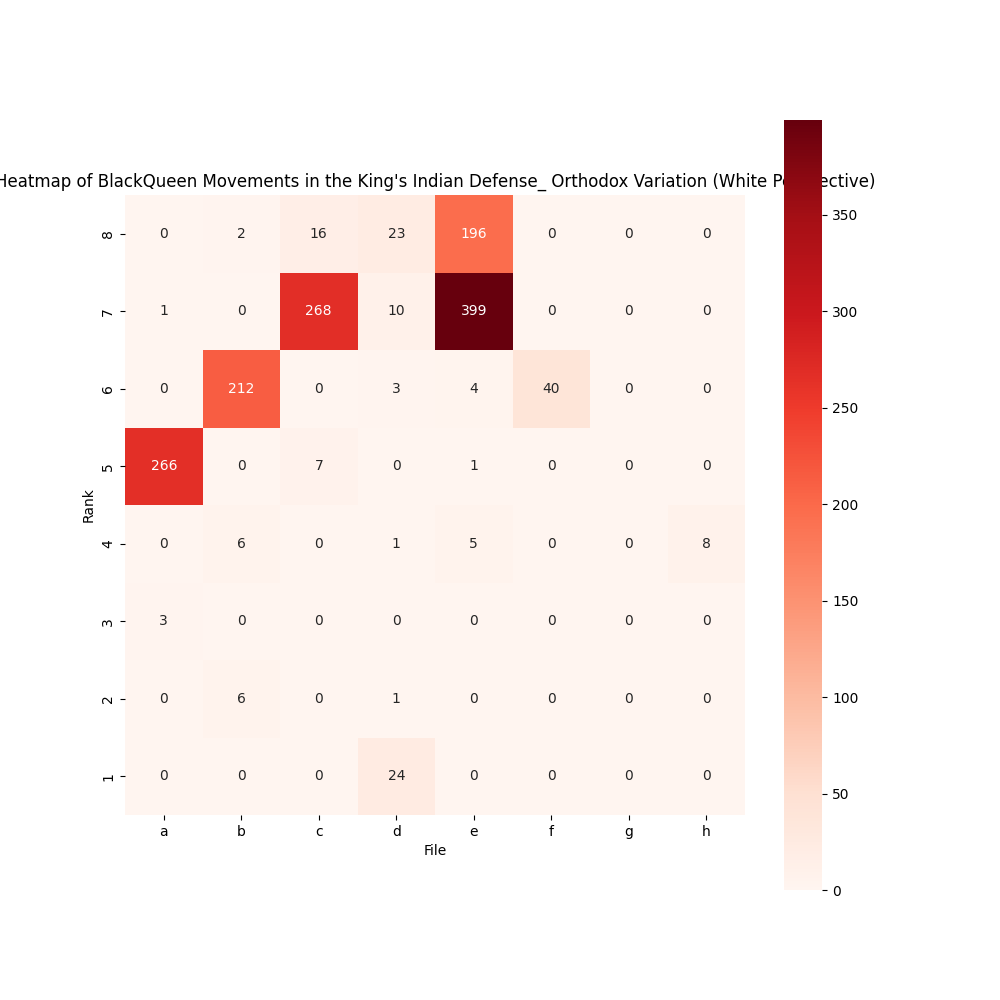 Heatmap of BlackQueen Movements in the King's Indian Defense_ Orthodox Variation (White P ective)
8 0 2 16 23 196 0 0 0
7 1 0 268 10 399 0 0 0
6 0 212 0 3 4 40 0 0
5 266 0 7 0 1 0 0 0
Rank
4 0 6 0 1 5 0 0 8
3 3 0 0 0 0 0 0 0
2 0 6 0 1 0 0 0 0
1 0 0 0 24 0 0 0 0
a b c d e f g h
File
350
300
250
200
150
100
50
0